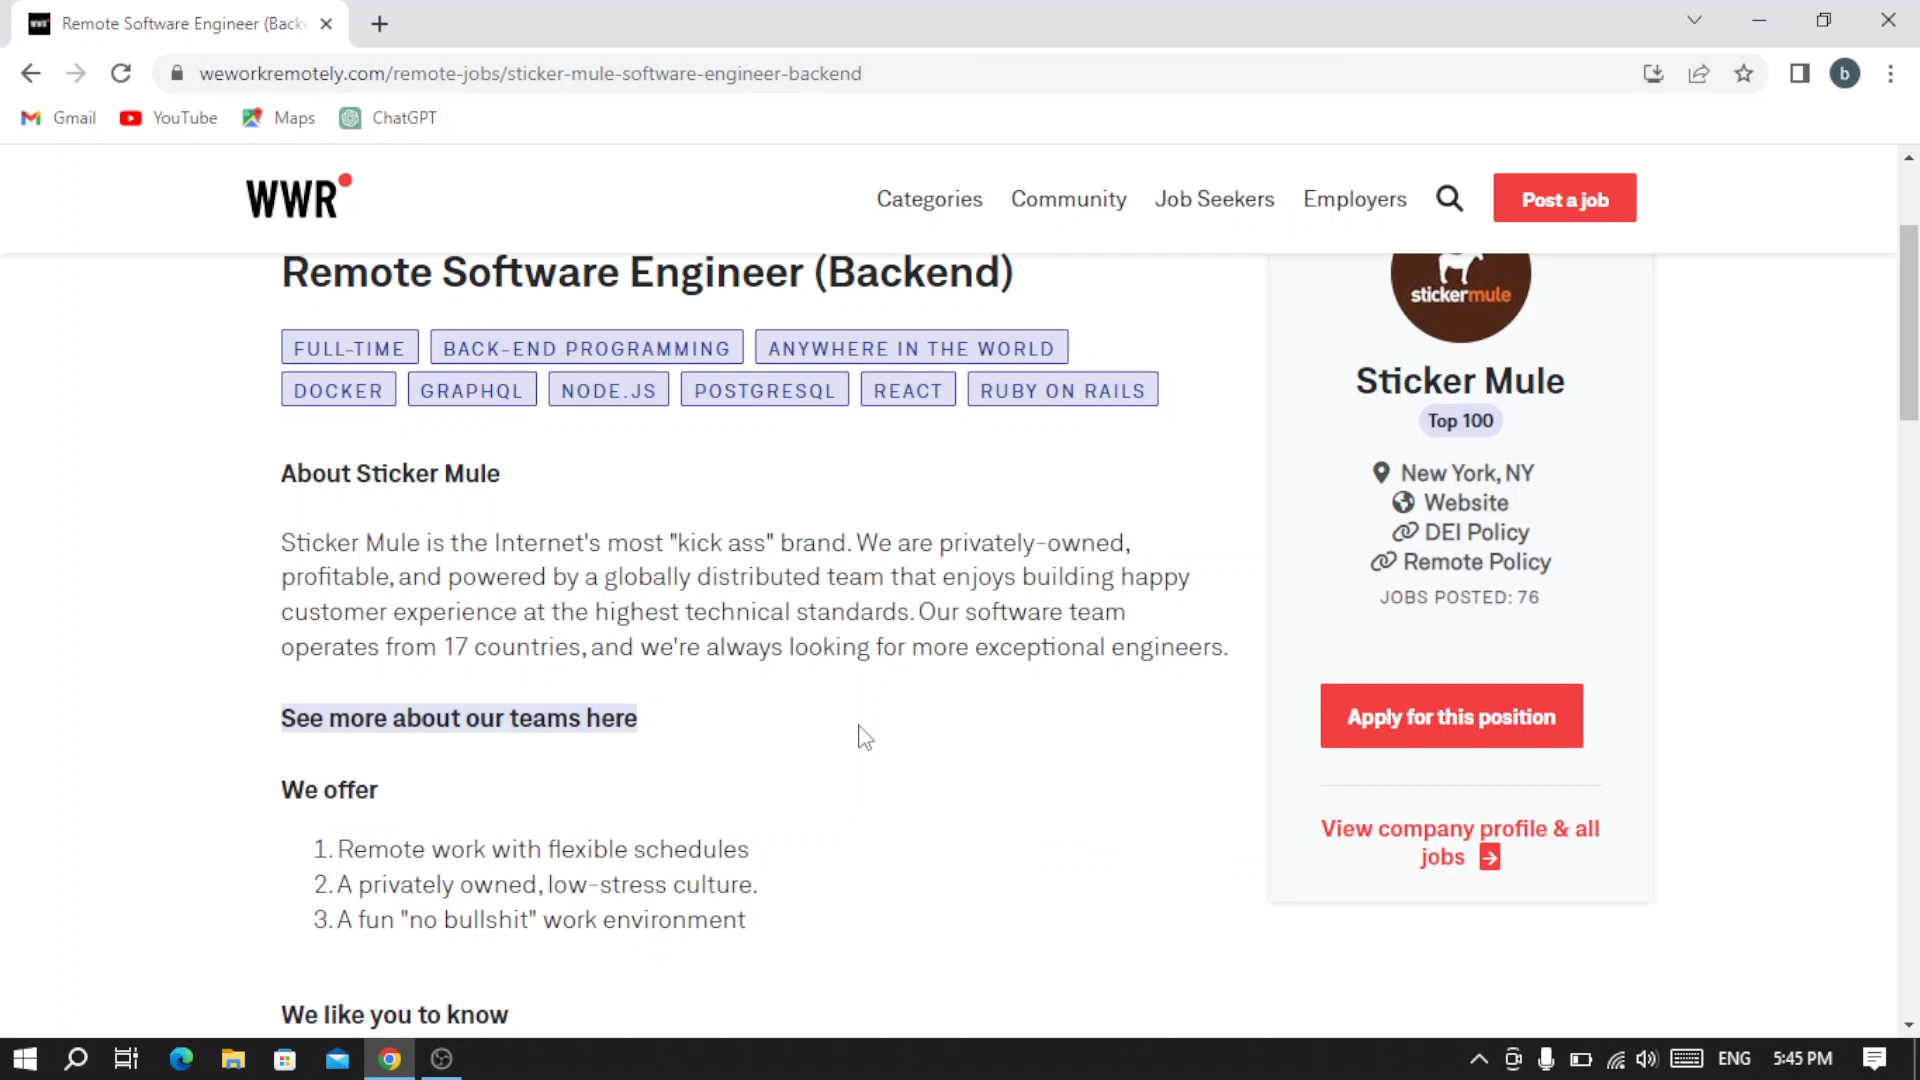 Remote Software Engineer (Back
weworkremotely.com/remote-jobs/sticker-mule-software-engineer-backend
b
Gmail
YouTube
Maps
ChatGPT
WWR
Categories
Community
Job Seekers
Employers
Post a job
Remote Software Engineer (Backend)
FULL-TIME
BACK-END PROGRAMMING
ANYWHERE IN THE WORLD
DOCKER
GRAPHQL
NODE.JS
POSTGRESQL
REACT
RUBY ON RAILS
About Sticker Mule
Sticker Mule is the Internet's most "kick ass" brand. We are privately-owned,
profitable, and powered by a globally distributed team that enjoys building happy
customer experience at the highest technical standards. Our software team
operates from 17 countries, and we're always looking for more exceptional engineers.
See more about our teams here
We offer
1. Remote work with flexible schedules
2. A privately owned, low-stress culture.
3. A fun "no bullshit" work environment
We like you to know
stickermule
Sticker Mule
Top 100
New York, NY
Website
DEI Policy
Remote Policy
JOBS POSTED: 76
Apply for this position
View company profile & all
jobs
ENG
5:45 PM